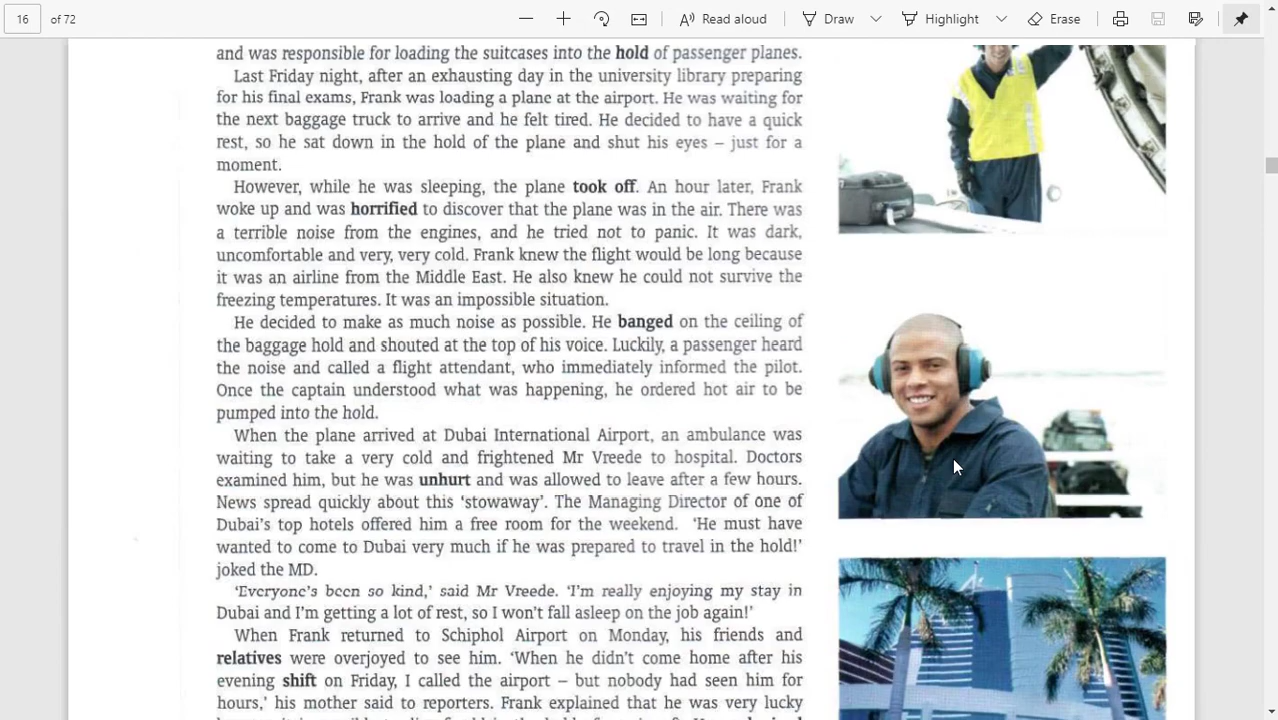 16 of 72
Read aloud
Draw
Highlight
Erase
and was responsible for loading the suitcases into the hold of passenger planes.
Last Friday night, after an exhausting day in the university library preparing
for his final exams, Frank was loading a plane at the airport. He was waiting for
the next baggage truck to arrive and he felt tired. He decided to have a quick
rest, so he sat down in the hold of the plane and shut his eyes – just for a
moment.
However, while he was sleeping, the plane took off. An hour later, Frank
woke up and was horrified to discover that the plane was in the air. There was
a terrible noise from the engines, and he tried not to panic. It was dark,
uncomfortable and very, very cold. Frank knew the flight would be long because
it was an airline from the Middle East. He also knew he could not survive the
freezing temperatures. It was an impossible situation.
He decided to make as much noise as possible. He banged on the ceiling of
the baggage hold and shouted at the top of his voice. Luckily, a passenger heard
the noise and called a flight attendant, who immediately informed the pilot.
Once the captain understood what was happening, he ordered hot air to be
pumped into the hold.
When the plane arrived at Dubai International Airport, an ambulance was
waiting to take a very cold and frightened Mr Vreede to hospital. Doctors
examined him, but he was unhurt and was allowed to leave after a few hours.
News spread quickly about this ‘stowaway’. The Managing Director of one of
Dubai’s top hotels offered him a free room for the weekend. ‘He must have
wanted to come to Dubai very much if he was prepared to travel in the hold!’
joked the MD.
‘Everyone’s been so kind,’ said Mr Vreede. ‘I’m really enjoying my stay in
Dubai and I’m getting a lot of rest, so I won’t fall asleep on the job again!’
When Frank returned to Schiphol Airport on Monday, his friends and
relatives were overjoyed to see him. ‘When he didn’t come home after his
evening shift on Friday, I called the airport – but nobody had seen him for
hours,’ his mother said to reporters. Frank explained that he was very lucky